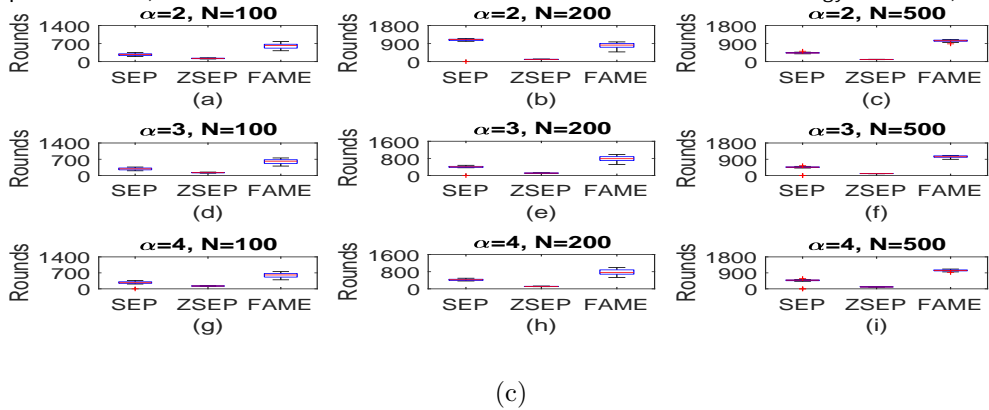 α=2, N=100
α=2, N=200
α=2, N=500
Rounds
1400
700
0
SEP ZSEP FAME
(a)
1800
900
0
SEP ZSEP FAME
(b)
Rounds
1800
900
0
SEP ZSEP FAME
(c)
α=3, N=100
α=3, N=200
α=3, N=500
Rounds
1400
700
0
SEP ZSEP FAME
(d)
Rounds
1600
800
0
SEP ZSEP FAME
(e)
Rounds
1800
900
0
SEP ZSEP FAME
(f)
α=4, N=100
α=4, N=200
α=4, N=500
Rounds
1400
700
0
SEP ZSEP FAME
(g)
1600
800
0
SEP ZSEP FAME
(h)
Rounds
1800
900
0
SEP ZSEP FAME
(i)
(c)